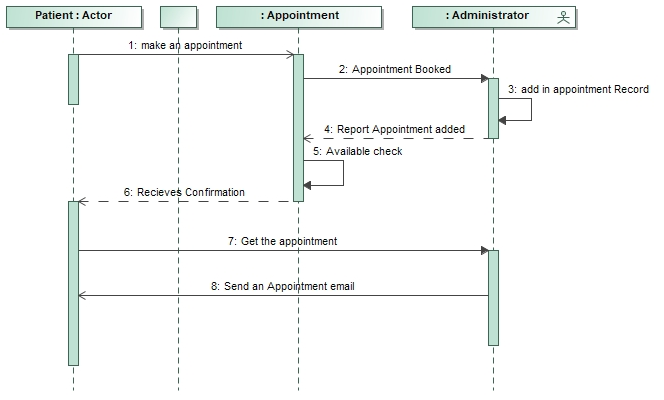 Patient : Actor
: Appointment
: Administrator
1: make an appointment
2: Appointment Booked
3: add in appointment Record
4: Report Appointment added
5: Available check
6: Recieves Confirmation
7: Get the appointment
8: Send an Appointment email